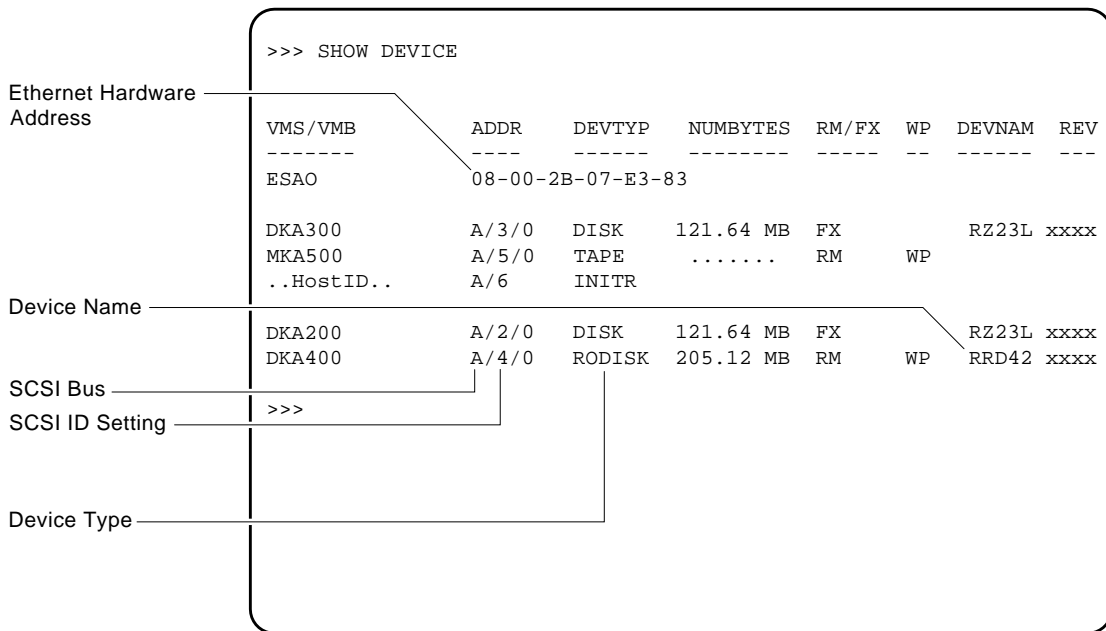 >>> SHOW DEVICE
Ethernet Hardware
Address
VMS/VMB ADDR DEVTYP NUMBYTES RM/FX WP DEVNAM REV
------- ---- ------ -------- ----- -- ------ ---
ESAO 08-00-2B-07-E3-83
DKA300 A/3/0 DISK 121.64 MB FX RZ23L xxxx
MKA500 A/5/0 TAPE ....... RM WP
..HostID.. A/6 INITR
Device Name
DKA200 A/2/0 DISK 121.64 MB FX RZ23L xxxx
DKA400 A/4/0 RODISK 205.12 MB RM WP RRD42 xxxx
SCSI Bus
>>>
SCSI ID Setting
Device Type